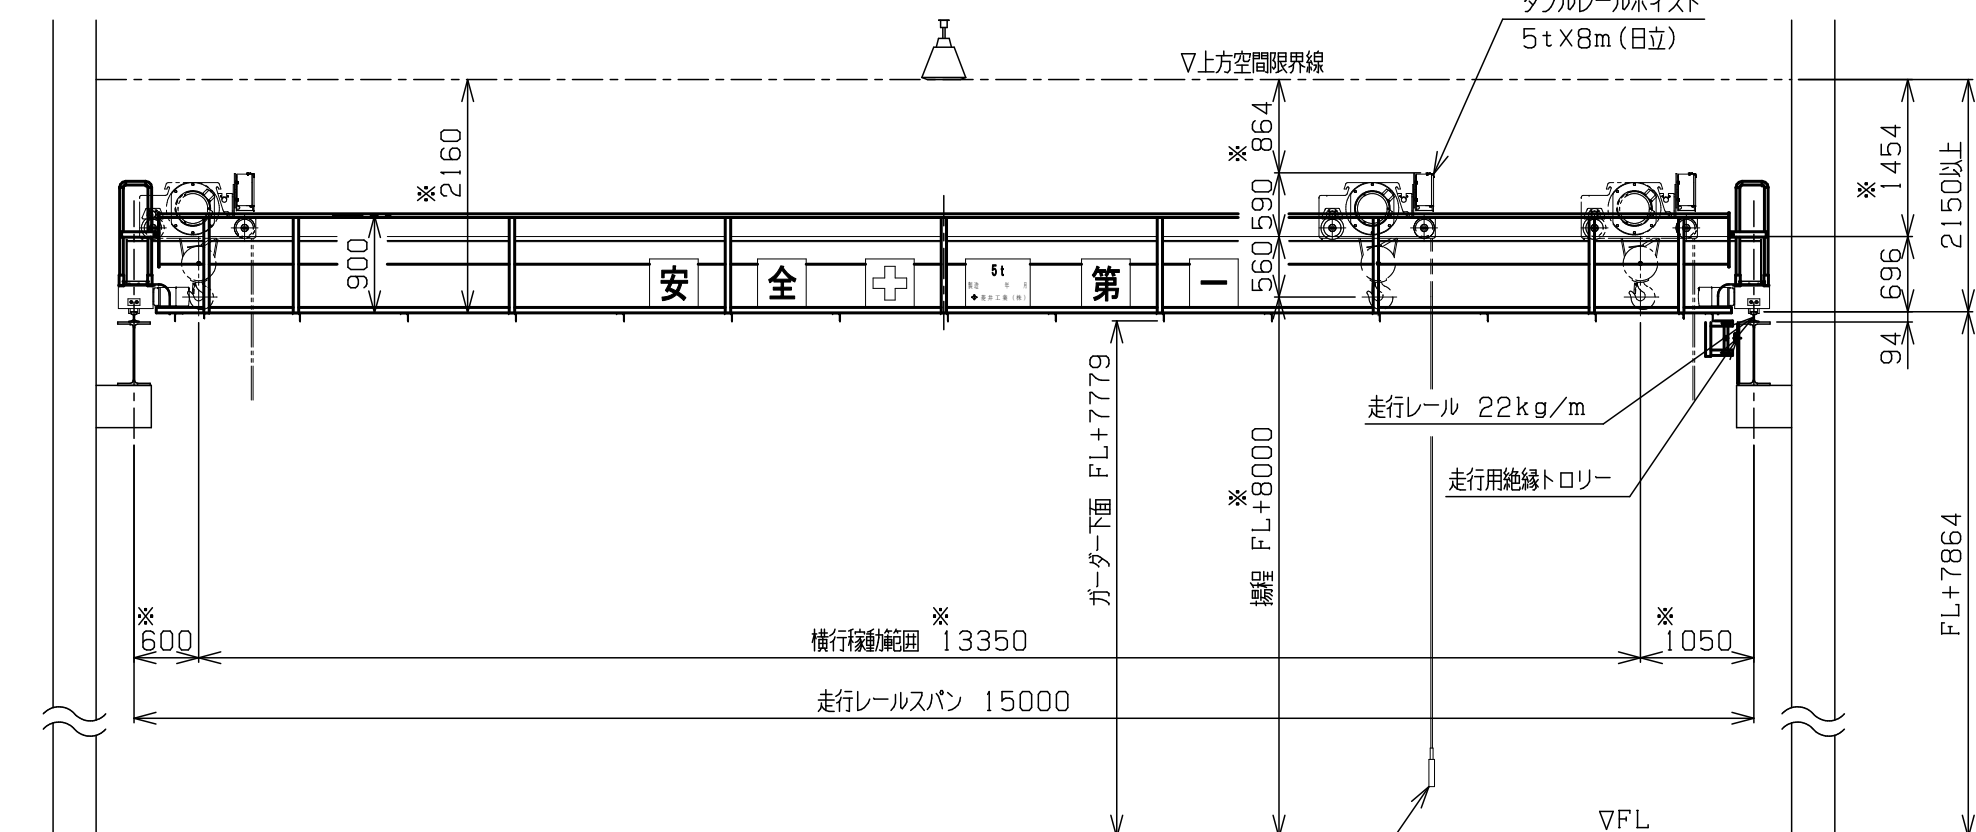 ダブルレールホイスト
5t×8m(日立)
▽上方空間限界線
※2160
※864
590
560
900
※1454
2150以上
696
94
安全
5t
製造 年 月
第一
ガーダー下面 FL+7779
※揚程 FL+8000
走行レール 22kg/m
走行用絶縁トロリー
FL+7864
※600
横行稼動範囲 ※13350
※1050
走行レールスパン 15000
▽FL